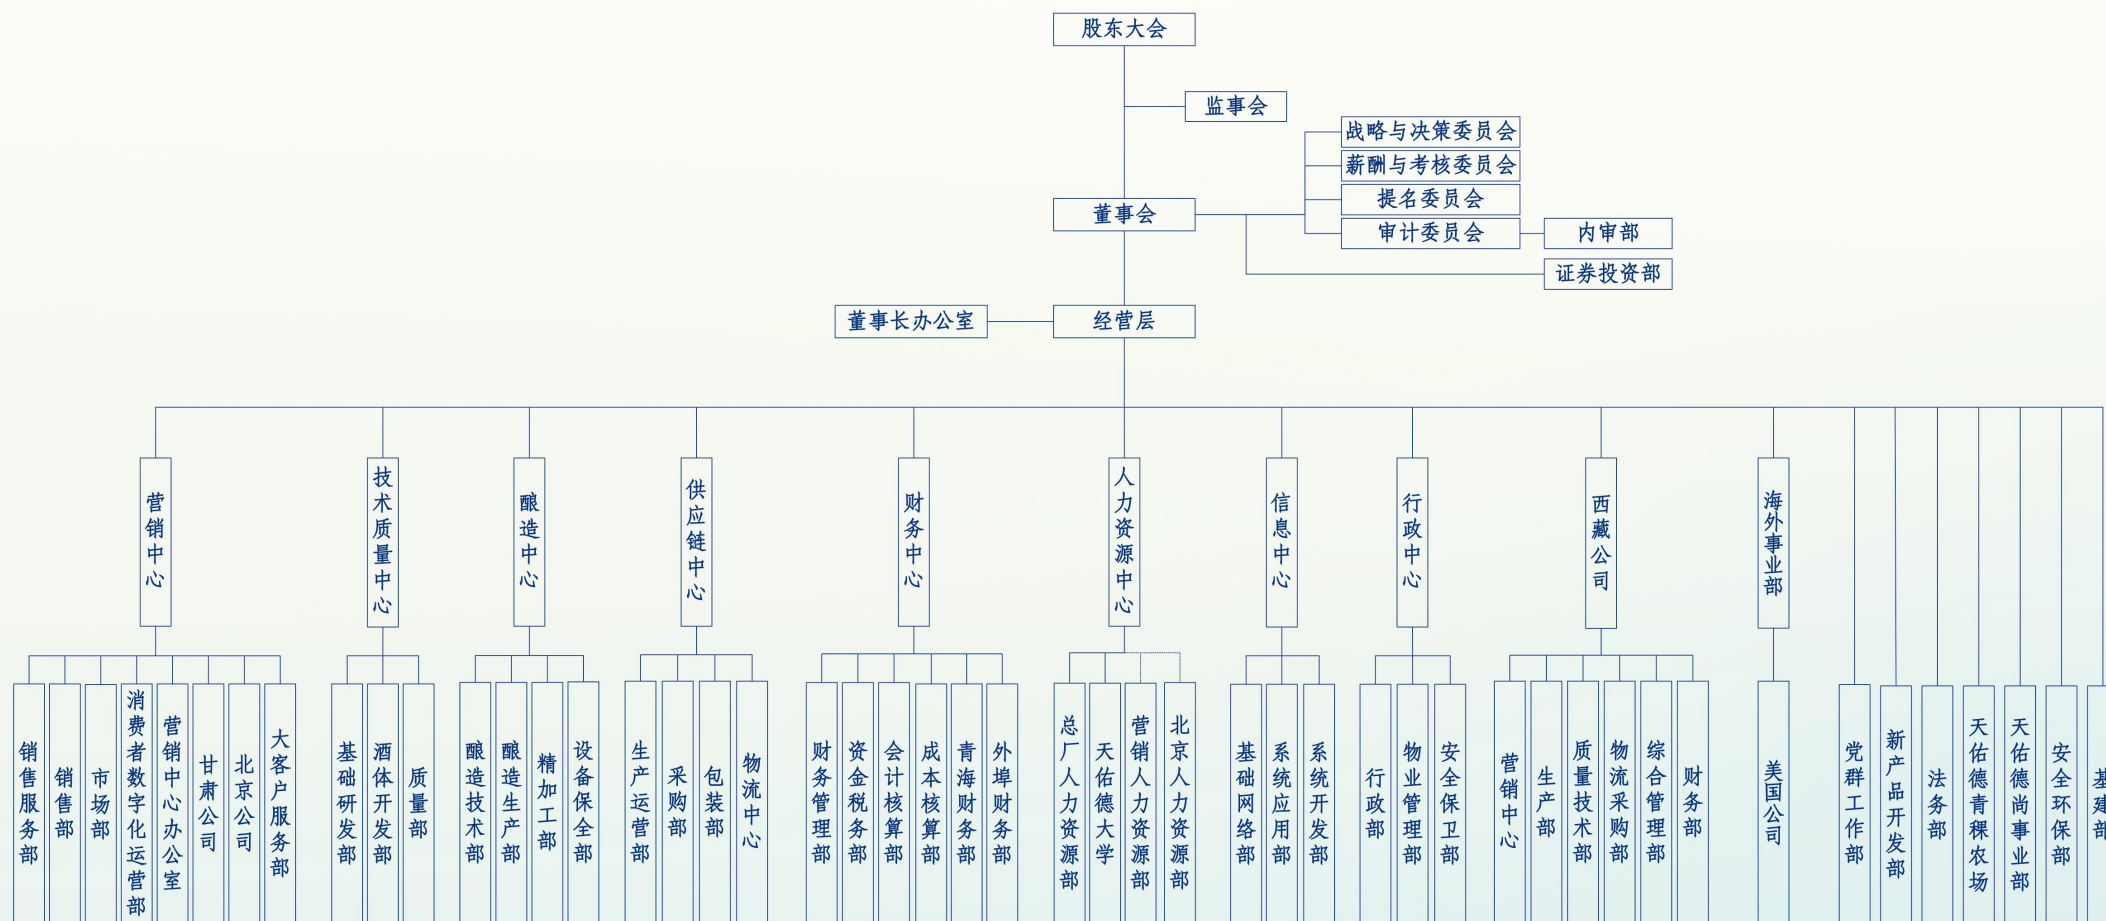 股东大会
监事会
战略与决策委员会
薪酬与考核委员会
提名委员会
董事会
审计委员会
内审部
证券投资部
董事长办公室
经营层
营销中心
技术质量中心
酿造中心
供应链中心
财务中心
人力资源中心
信息中心
行政中心
西藏公司
海外事业部
销售服务部
销售部
市场部
消费者数字化运营部
营销中心办公室
甘肃公司
北京公司
大客户服务部
基础研发部
酒体开发部
质量部
酿造技术部
酿造生产部
精加工部
设备保全部
生产运营部
采购部
包装部
物流中心
财务管理部
资金税务部
会计核算部
成本核算部
青海财务部
外埠财务部
总厂人力资源部
天佑德大学
营销人力资源部
北京人力资源部
基础网络部
系统应用部
系统开发部
行政部
物业管理部
安全保卫部
营销中心
生产部
质量技术部
物流采购部
综合管理部
财务部
美国公司
党群工作部
新产品开发部
法务部
天佑德青稞农场
天佑德尚事业部
安全环保部
基建部